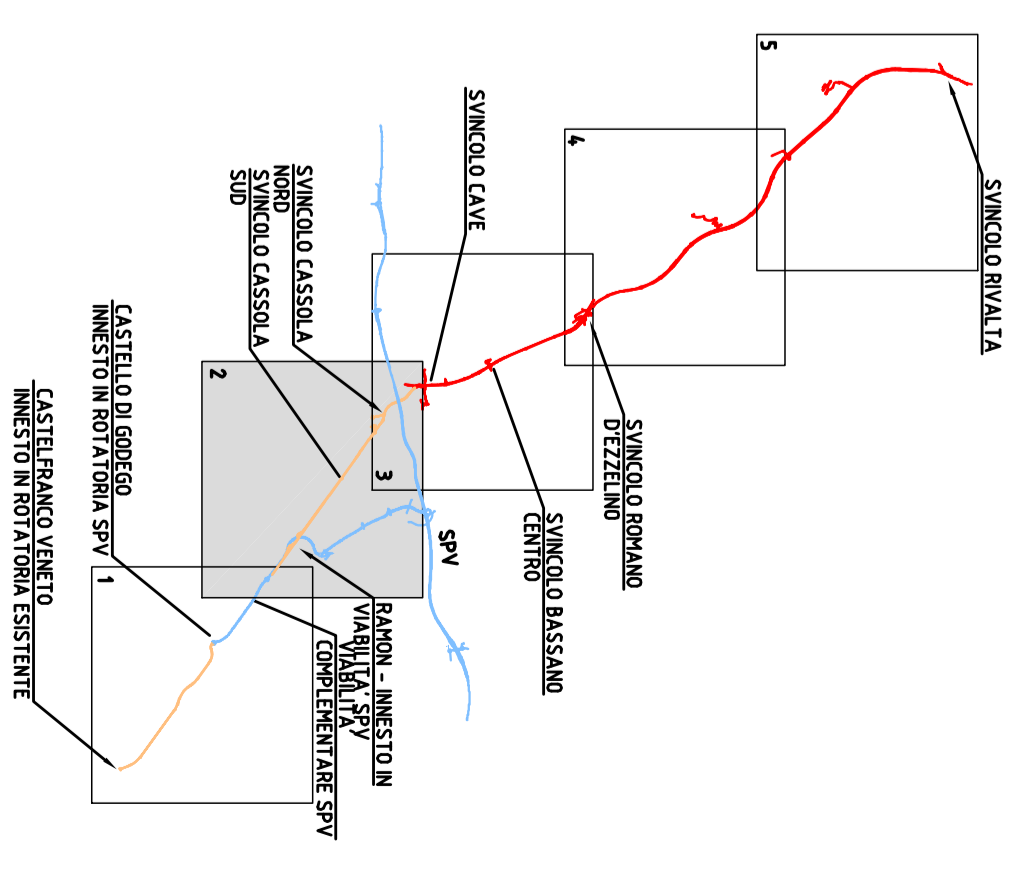 SVINCOLO RIVALTA
5
4
SVINCOLO ROMANO
D'EZZELINO
SVINCOLO BASSANO
CENTRO
SVINCOLO CAVE
SPV
3
RAMON - INNESTO IN
VIABILITA' SPV
VIABILITA'
COMPLEMENTARE SPV
SVINCOLO CASSOLA
NORD
SVINCOLO CASSOLA
SUD
2
CASTELLO DI GODEGO
INNESTO IN ROTATORIA SPV
1
CASTELFRANCO VENETO
INNESTO IN ROTATORIA ESISTENTE